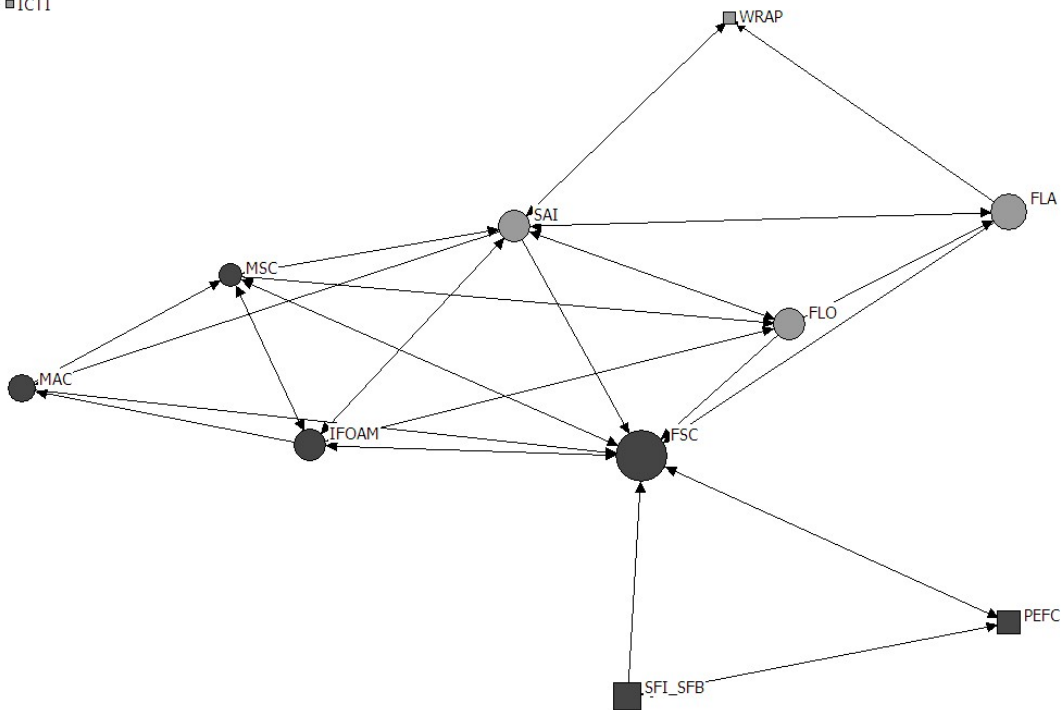 ICTI
WRAP
FLA
SAI
MSC
FLO
MAC
IFOAM
FSC
PEFC
SFI_SFB